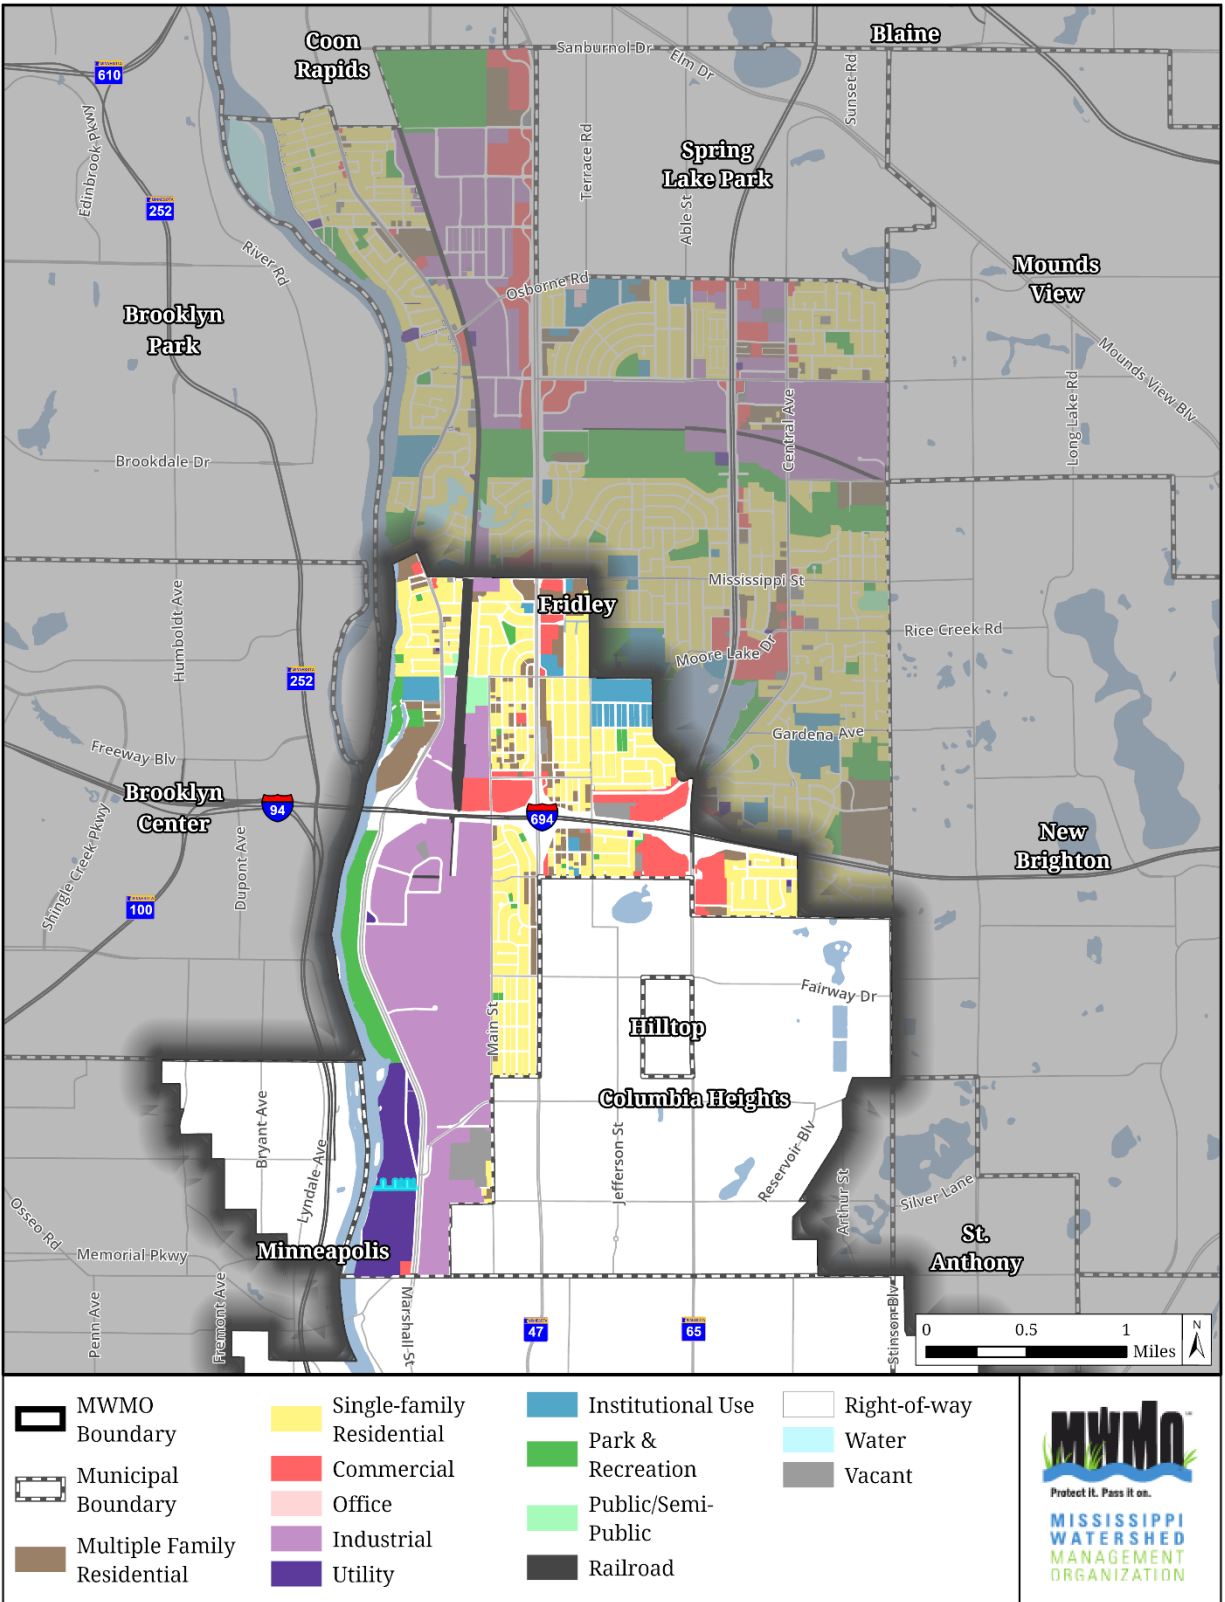 Coon
Rapids
Sanburnol Dr
Blaine
Elm Dr
610
Sunset Rd
Edinbrook Pkwy
Terrace Rd
Spring
Lake Park
252
Able St
River Rd
Mounds
View
Osborne Rd
Brooklyn
Park
Mounds View Blv
Long Lake Rd
Central Ave
Brookdale Dr
Mississippi St
Fridley
Humboldt Ave
Rice Creek Rd
Moore Lake Dr
252
Gardena Ave
Freeway Blv
Brooklyn
Center
94
694
New
Brighton
Shingle Creek Pkwy
Dupont Ave
100
Fairway Dr
Main St
Hilltop
Columbia Heights
Bryant Ave
Lyndale Ave
Jefferson St
Reservoir Blv
Arthur St
Silver Lane
Osseo Rd
Memorial Pkwy
Minneapolis
St.
Anthony
Penn Ave
Fremont Ave
Marshall St
47
65
Stinson Blv
0 0.5 1
Miles
N
MWMO
Boundary
Municipal
Boundary
Multiple Family
Residential
Single-family
Residential
Commercial
Office
Industrial
Utility
Institutional Use
Park &
Recreation
Public/Semi-
Public
Railroad
Right-of-way
Water
Vacant
MWMO
Protect it. Pass it on.
MISSISSIPPI
WATERSHED
MANAGEMENT
ORGANIZATION